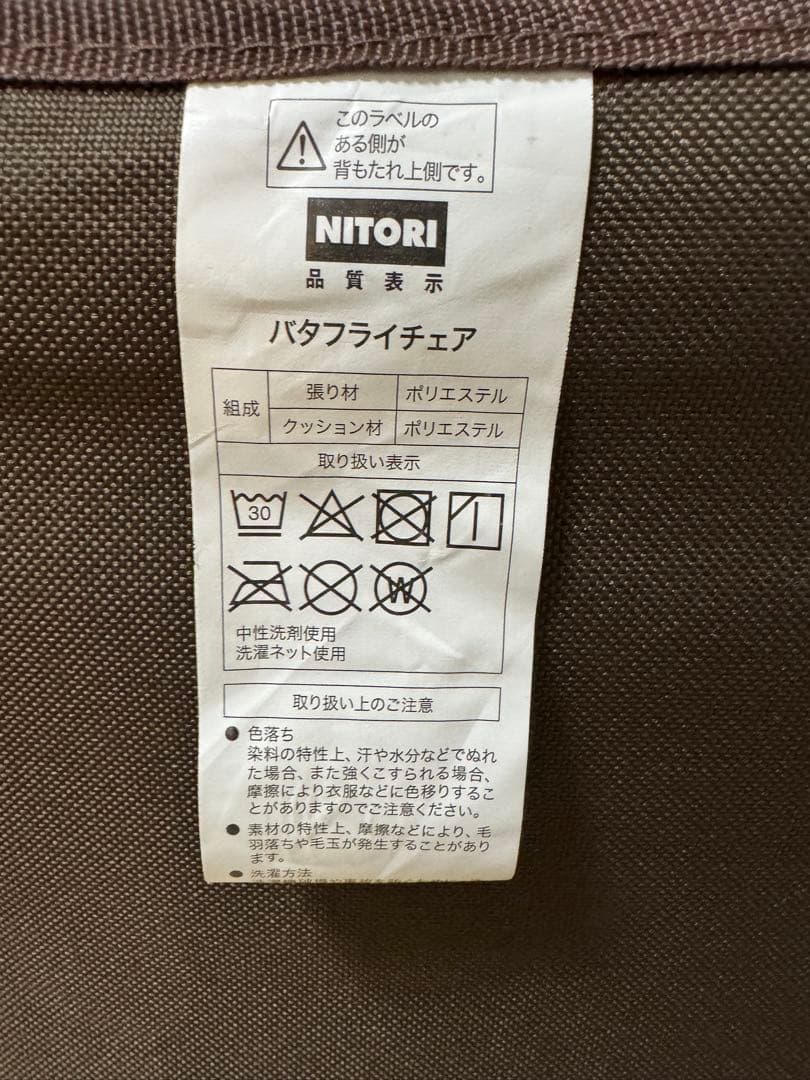 このラベルの
ある側が
背もたれ上側です。
NITORI
品質表示
バタフライチェア
組成 張り材 ポリエステル
クッション材 ポリエステル
取り扱い表示
30
W
中性洗剤使用
洗濯ネット使用
取り扱い上のご注意
● 色落ち
染料の特性上、汗や水分などでぬれ
た場合、また強くこすられる場合、
摩擦により衣服などに色移りするこ
とがありますのでご注意ください。
● 素材の特性上、摩擦などにより、毛
羽落ちや毛玉が発生することがあり
ます。
● 洗濯方法